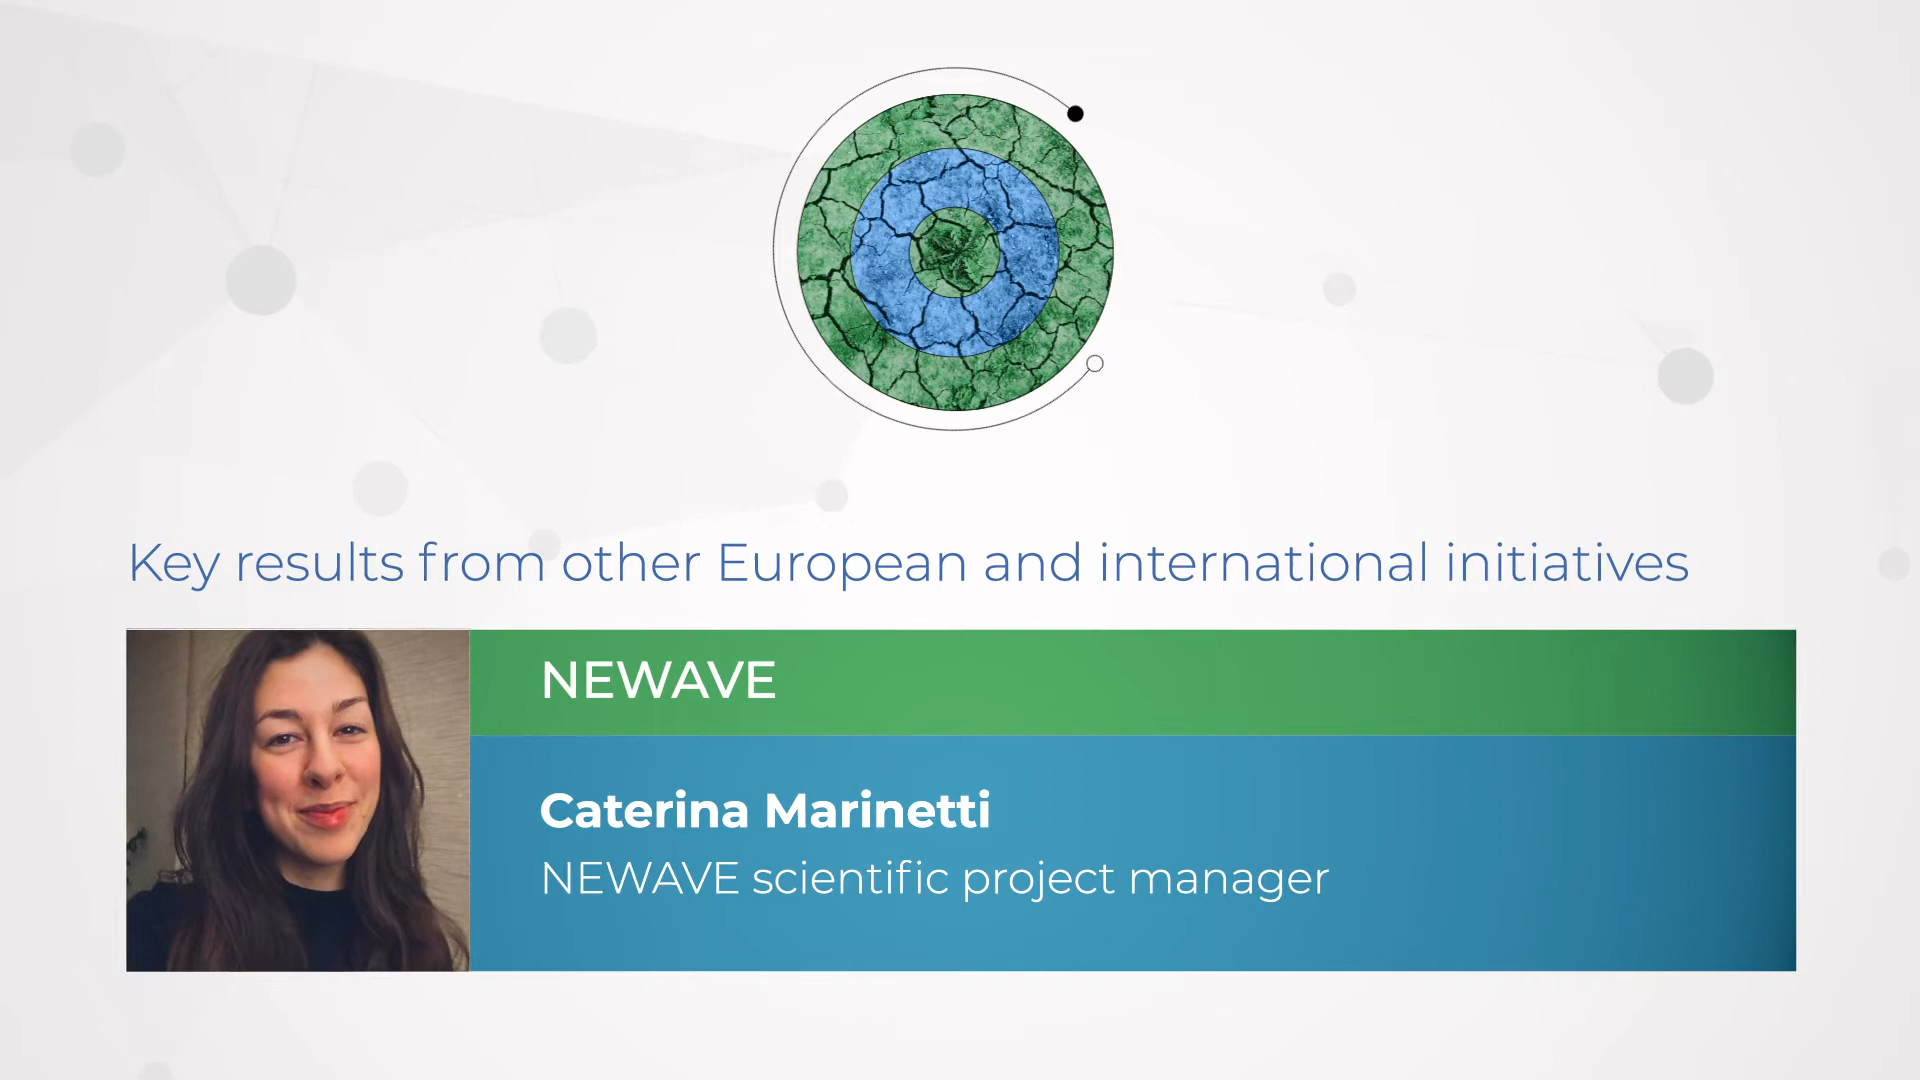 Key results from other European and international initiatives
NEWAVE
Caterina Marinetti
NEWAVE scientific project manager